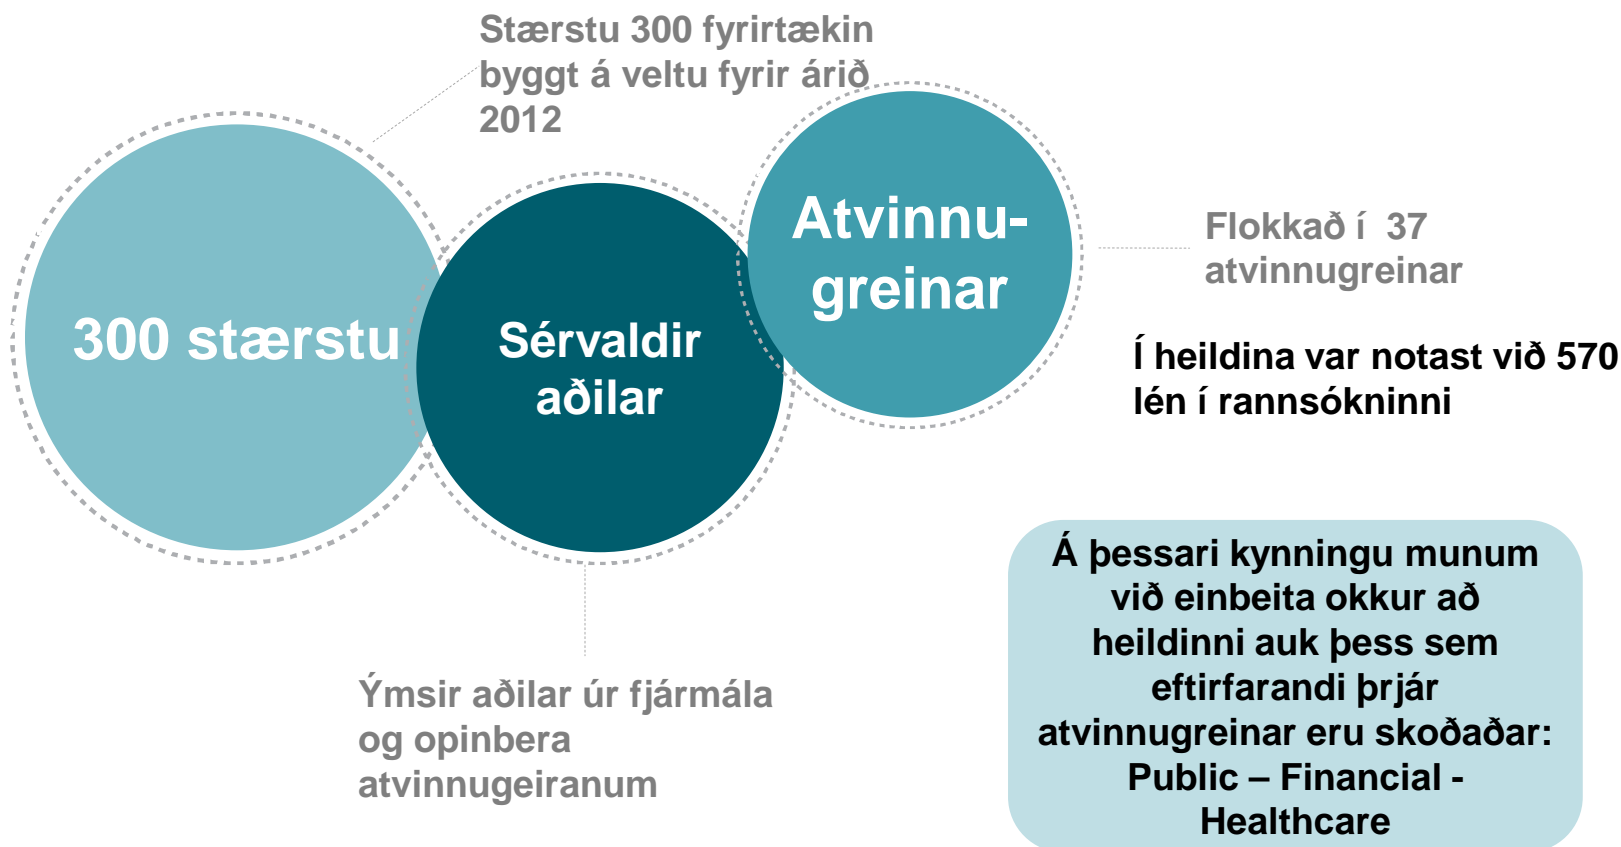 Stærstu 300 fyrirtækin
byggt á veltu fyrir árið
2012
300 stærstu
Sérvaldir
aðilar
Atvinnu-
greinar
Flokkað í 37
atvinnugreinar
Í heildina var notast við 570
lén í rannsókninni
Ýmsir aðilar úr fjármála
og opinbera
atvinnugeiranum
Á þessari kynningu munum
við einbeita okkur að
heildinni auk þess sem
eftirfarandi þrjár
atvinnugreinar eru skoðaðar:
Public – Financial -
Healthcare